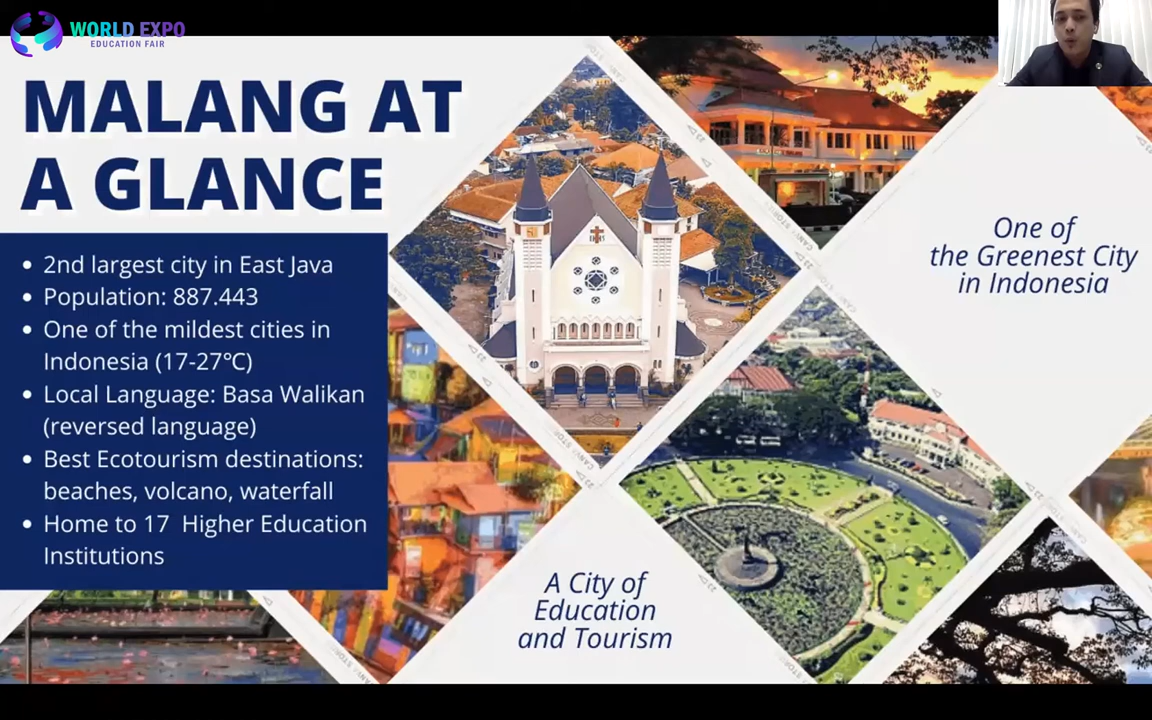 WORLD EXPO
EDUCATION FAIR
MALANG AT
A GLANCE
• 2nd largest city in East Java
• Population: 887.443
• One of the mildest cities in
Indonesia (17-27℃)
• Local Language: Basa Walikan
(reversed language)
• Best Ecotourism destinations:
beaches, volcano, waterfall
• Home to 17 Higher Education
Institutions
One of
the Greenest City
in Indonesia
A City of
Education
and Tourism